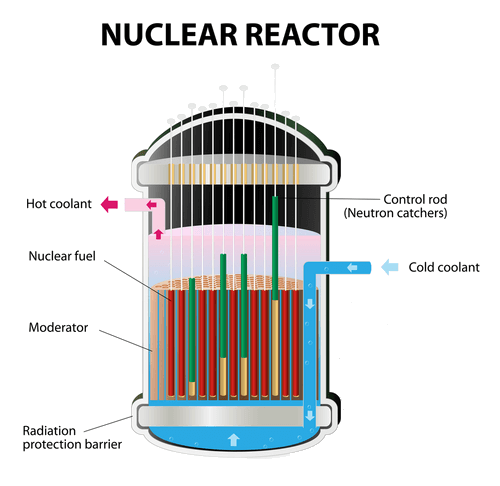 NUCLEAR REACTOR
Hot coolant
Control rod
(Neutron catchers)
Nuclear fuel
Cold coolant
Moderator
Radiation
protection barrier